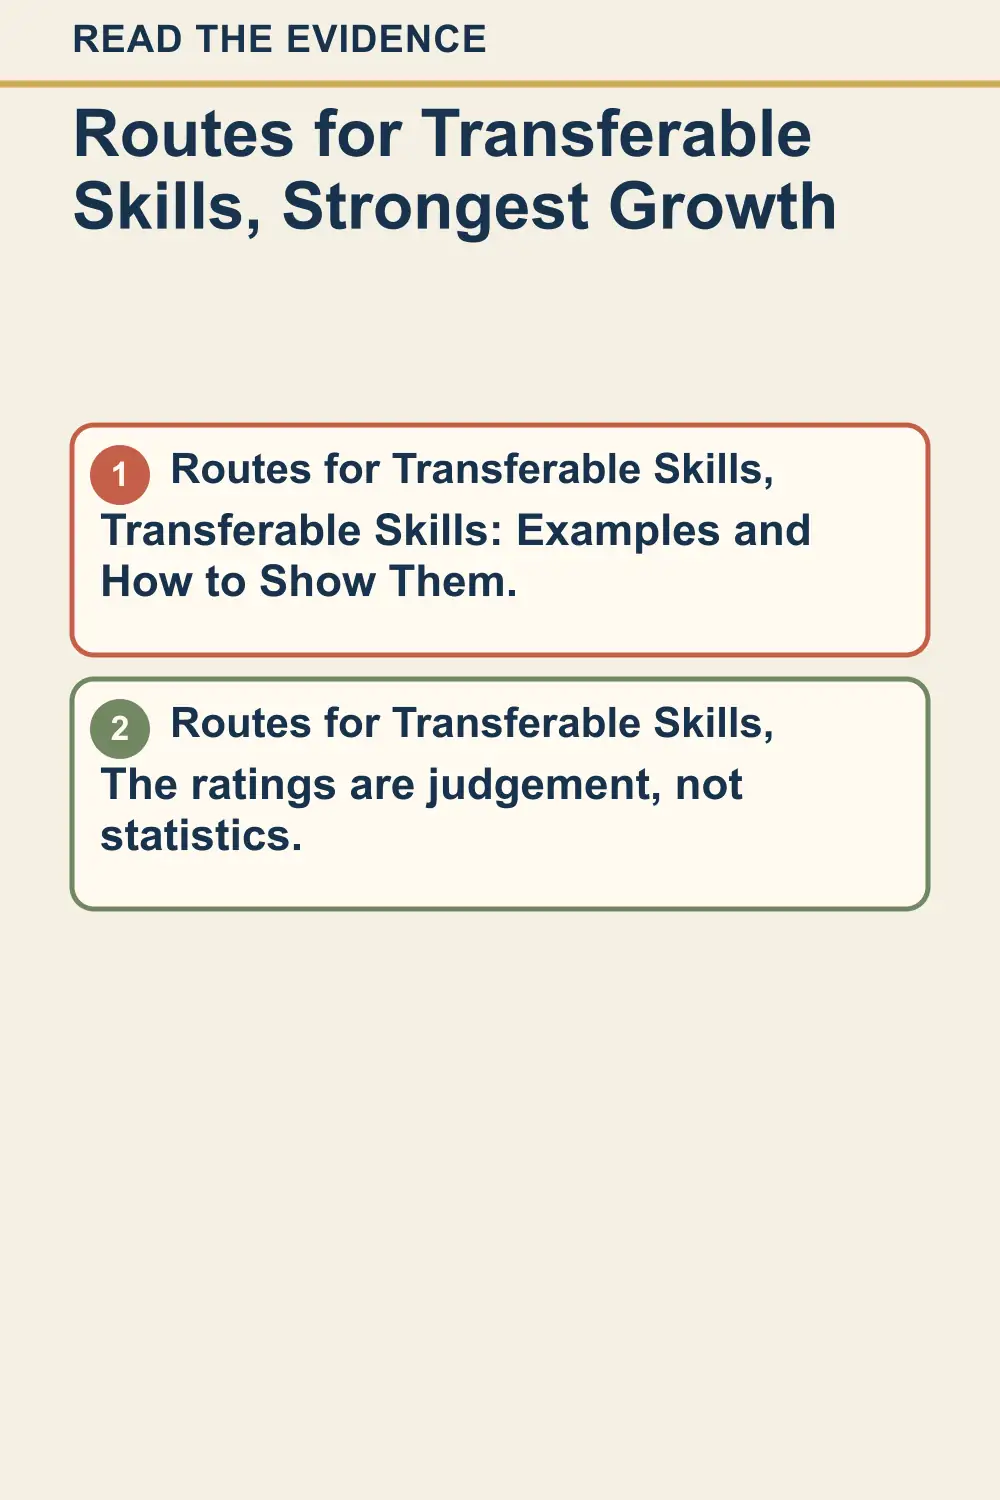 READ THE EVIDENCE
Routes for Transferable
Skills, Strongest Growth
1
Routes for Transferable Skills,
Transferable Skills: Examples and
How to Show Them.
2
Routes for Transferable Skills,
The ratings are judgement, not
statistics.